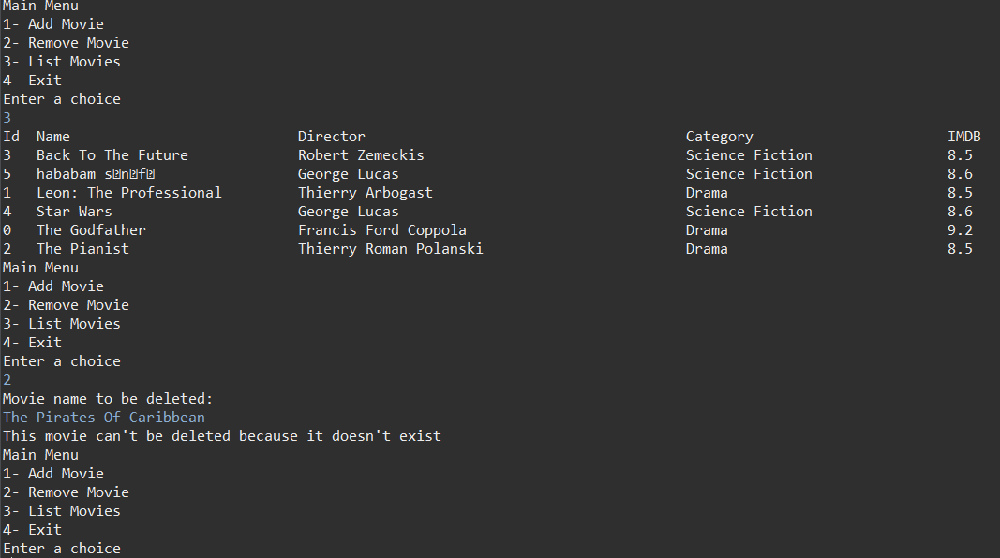 Main Menu
1- Add Movie
2- Remove Movie
3- List Movies
4- Exit
Enter a choice
3
Id Name Director Category IMDB
3 Back To The Future Robert Zemeckis Science Fiction 8.5
5 hababam s�n�f� George Lucas Science Fiction 8.6
1 Leon: The Professional Thierry Arbogast Drama 8.5
4 Star Wars George Lucas Science Fiction 8.6
0 The Godfather Francis Ford Coppola Drama 9.2
2 The Pianist Thierry Roman Polanski Drama 8.5
Main Menu
1- Add Movie
2- Remove Movie
3- List Movies
4- Exit
Enter a choice
2
Movie name to be deleted:
The Pirates Of Caribbean
This movie can't be deleted because it doesn't exist
Main Menu
1- Add Movie
2- Remove Movie
3- List Movies
4- Exit
Enter a choice